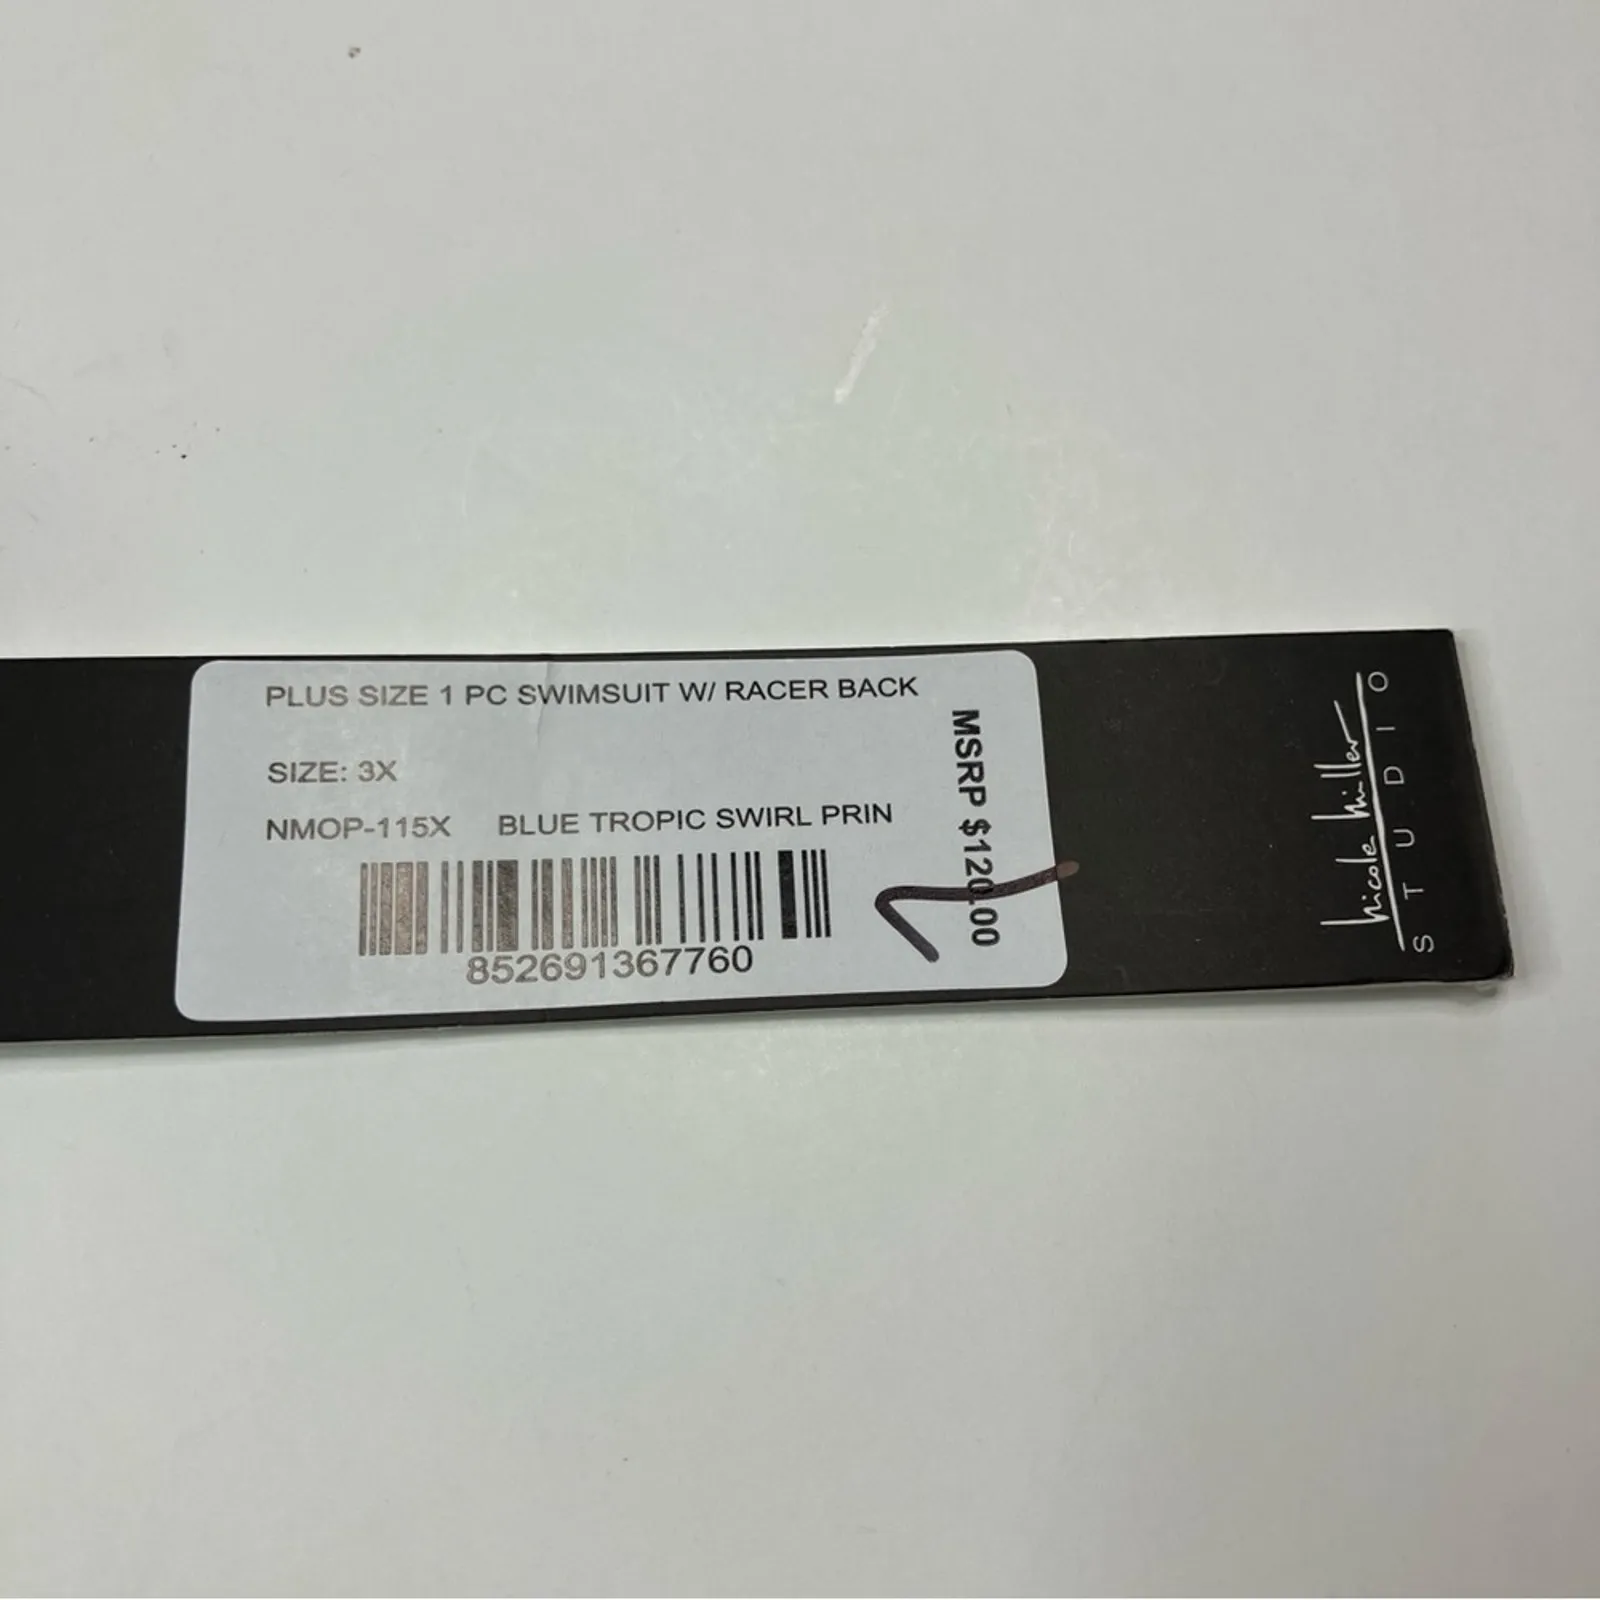 PLUS SIZE 1 PC SWIMSUIT W/ RACER BACK
SIZE: 3X
NMOP-115X BLUE TROPIC SWIRL PRIN
852691367760
MSRP $120.00
nicole miller
STUDIO